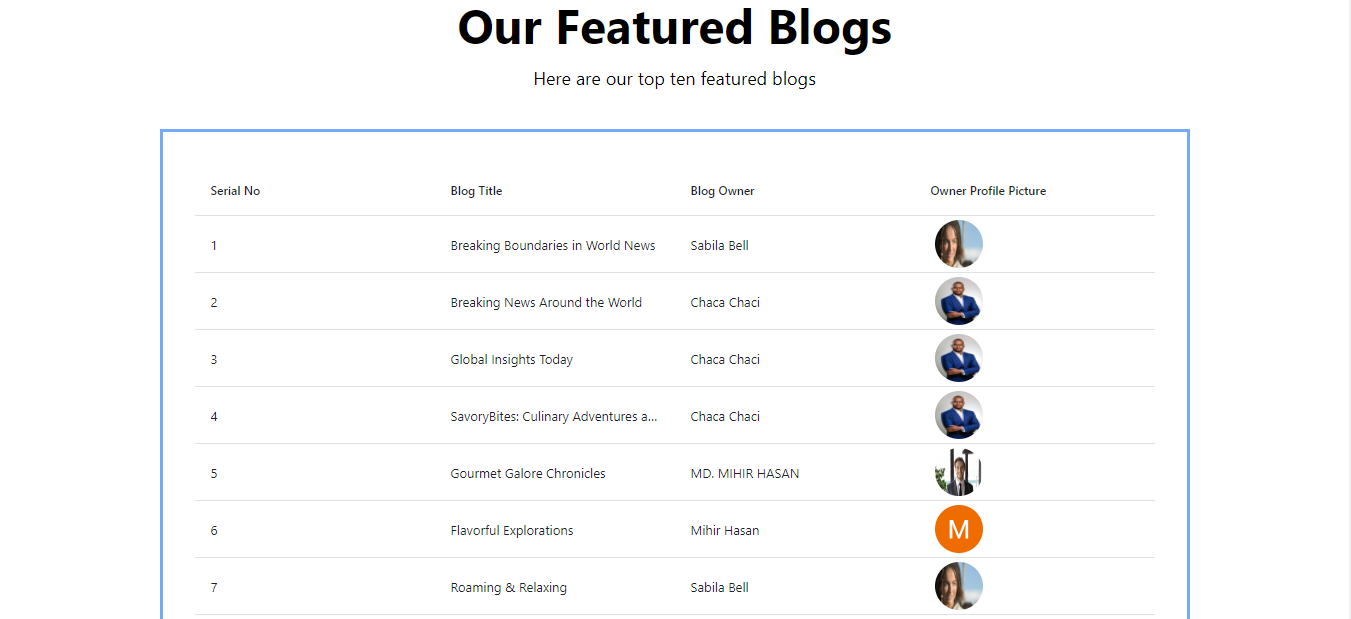 Our Featured Blogs
Here are our top ten featured blogs
Serial No Blog Title Blog Owner Owner Profile Picture
1 Breaking Boundaries in World News Sabila Bell
2 Breaking News Around the World Chaca Chaci
3 Global Insights Today Chaca Chaci
4 SavoryBites: Culinary Adventures a... Chaca Chaci
5 Gourmet Galore Chronicles MD. MIHIR HASAN
6 Flavorful Explorations Mihir Hasan M
7 Roaming & Relaxing Sabila Bell